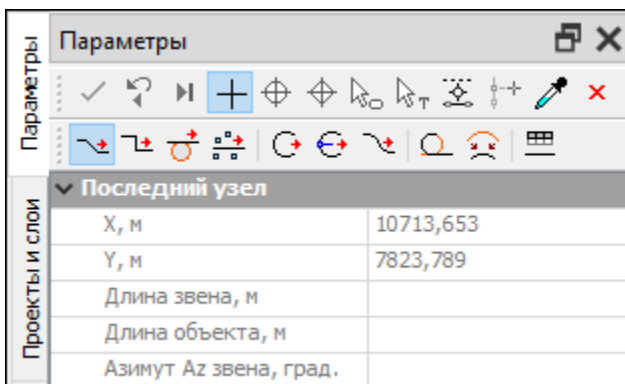 Параметры
Параметры
Проекты и слои
Последний узел
X, м 10713,653
Y, м 7823,789
Длина звена, м
Длина объекта, м
Азимут Az звена, град.